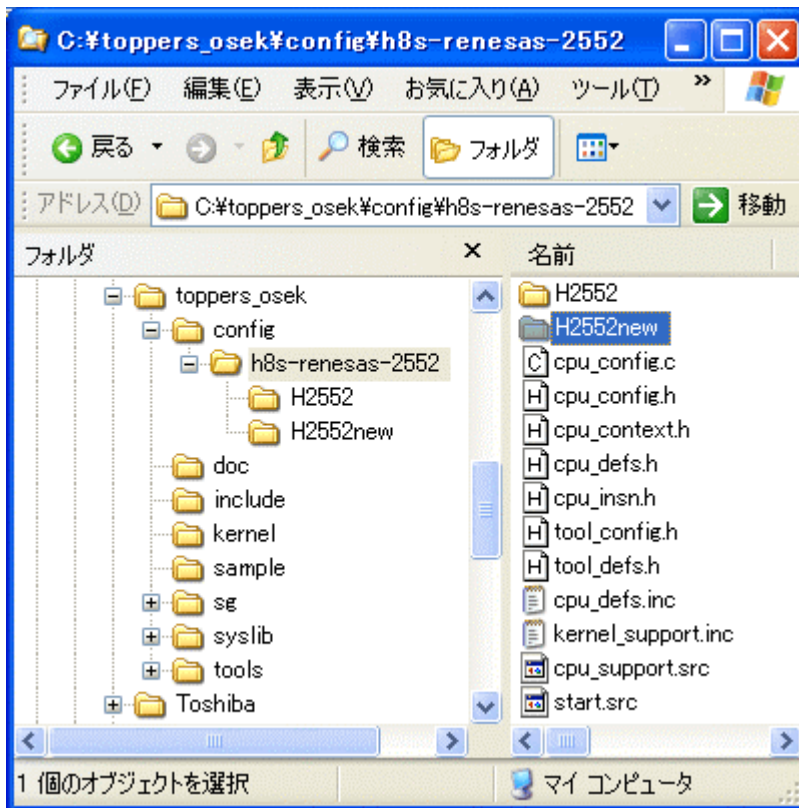 C:¥toppers_osek¥config¥h8s-renesas-2552
ファイル(F) 編集(E) 表示(V) お気に入り(A) ツール(T) »
戻る 検索 フォルダ
アドレス(D) C:¥toppers_osek¥config¥h8s-renesas-2552 移動
フォルダ
toppers_osek
config
h8s-renesas-2552
H2552
H2552new
doc
include
kernel
sample
sg
syslib
tools
Toshiba
名前
H2552
H2552new
cpu_config.c
cpu_config.h
cpu_context.h
cpu_defs.h
cpu_insn.h
tool_config.h
tool_defs.h
cpu_defs.inc
kernel_support.inc
cpu_support.src
start.src
1 個のオブジェクトを選択 マイ コンピュータ